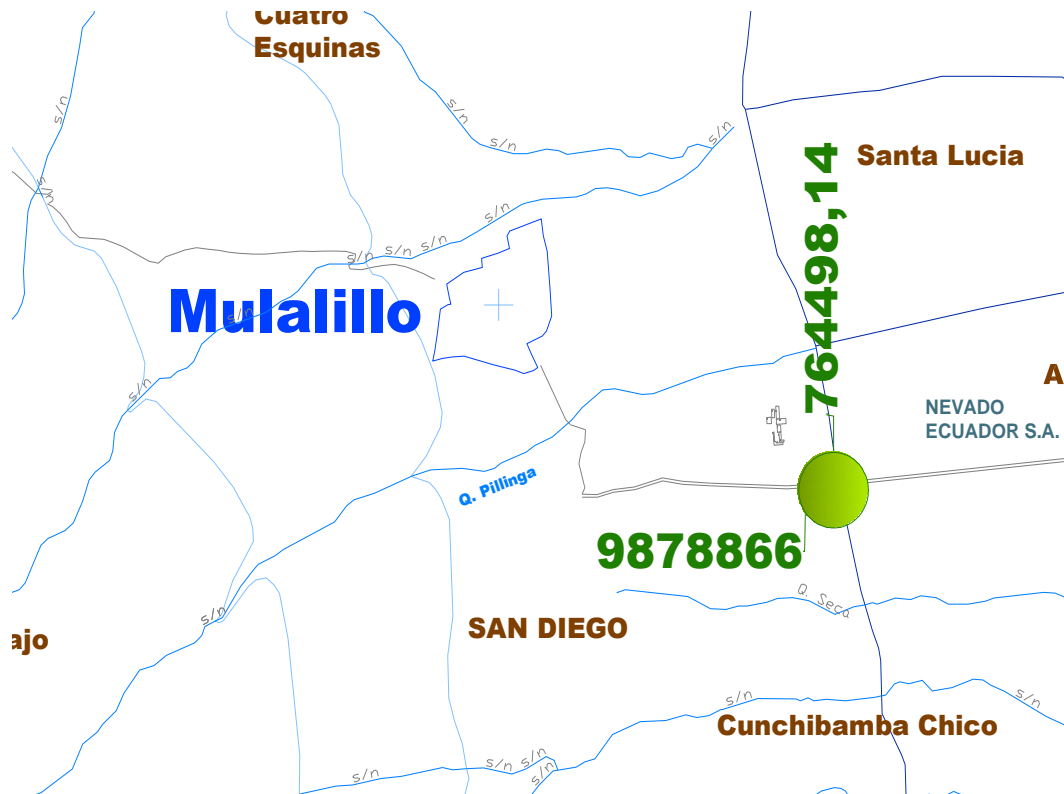 Cuatro
Esquinas
s/n
s/n
s/n
s/n
764498,14
Santa Lucia
s/n
s/n
s/n
s/n
s/n
Mulalillo
s/n
s/n
A
NEVADO
ECUADOR S.A.
Q. Pillinga
9878866
Q. Seca
s/n
SAN DIEGO
ajo
s/n
s/n
Cunchibamba Chico
s/n
s/n
s/n
s/n